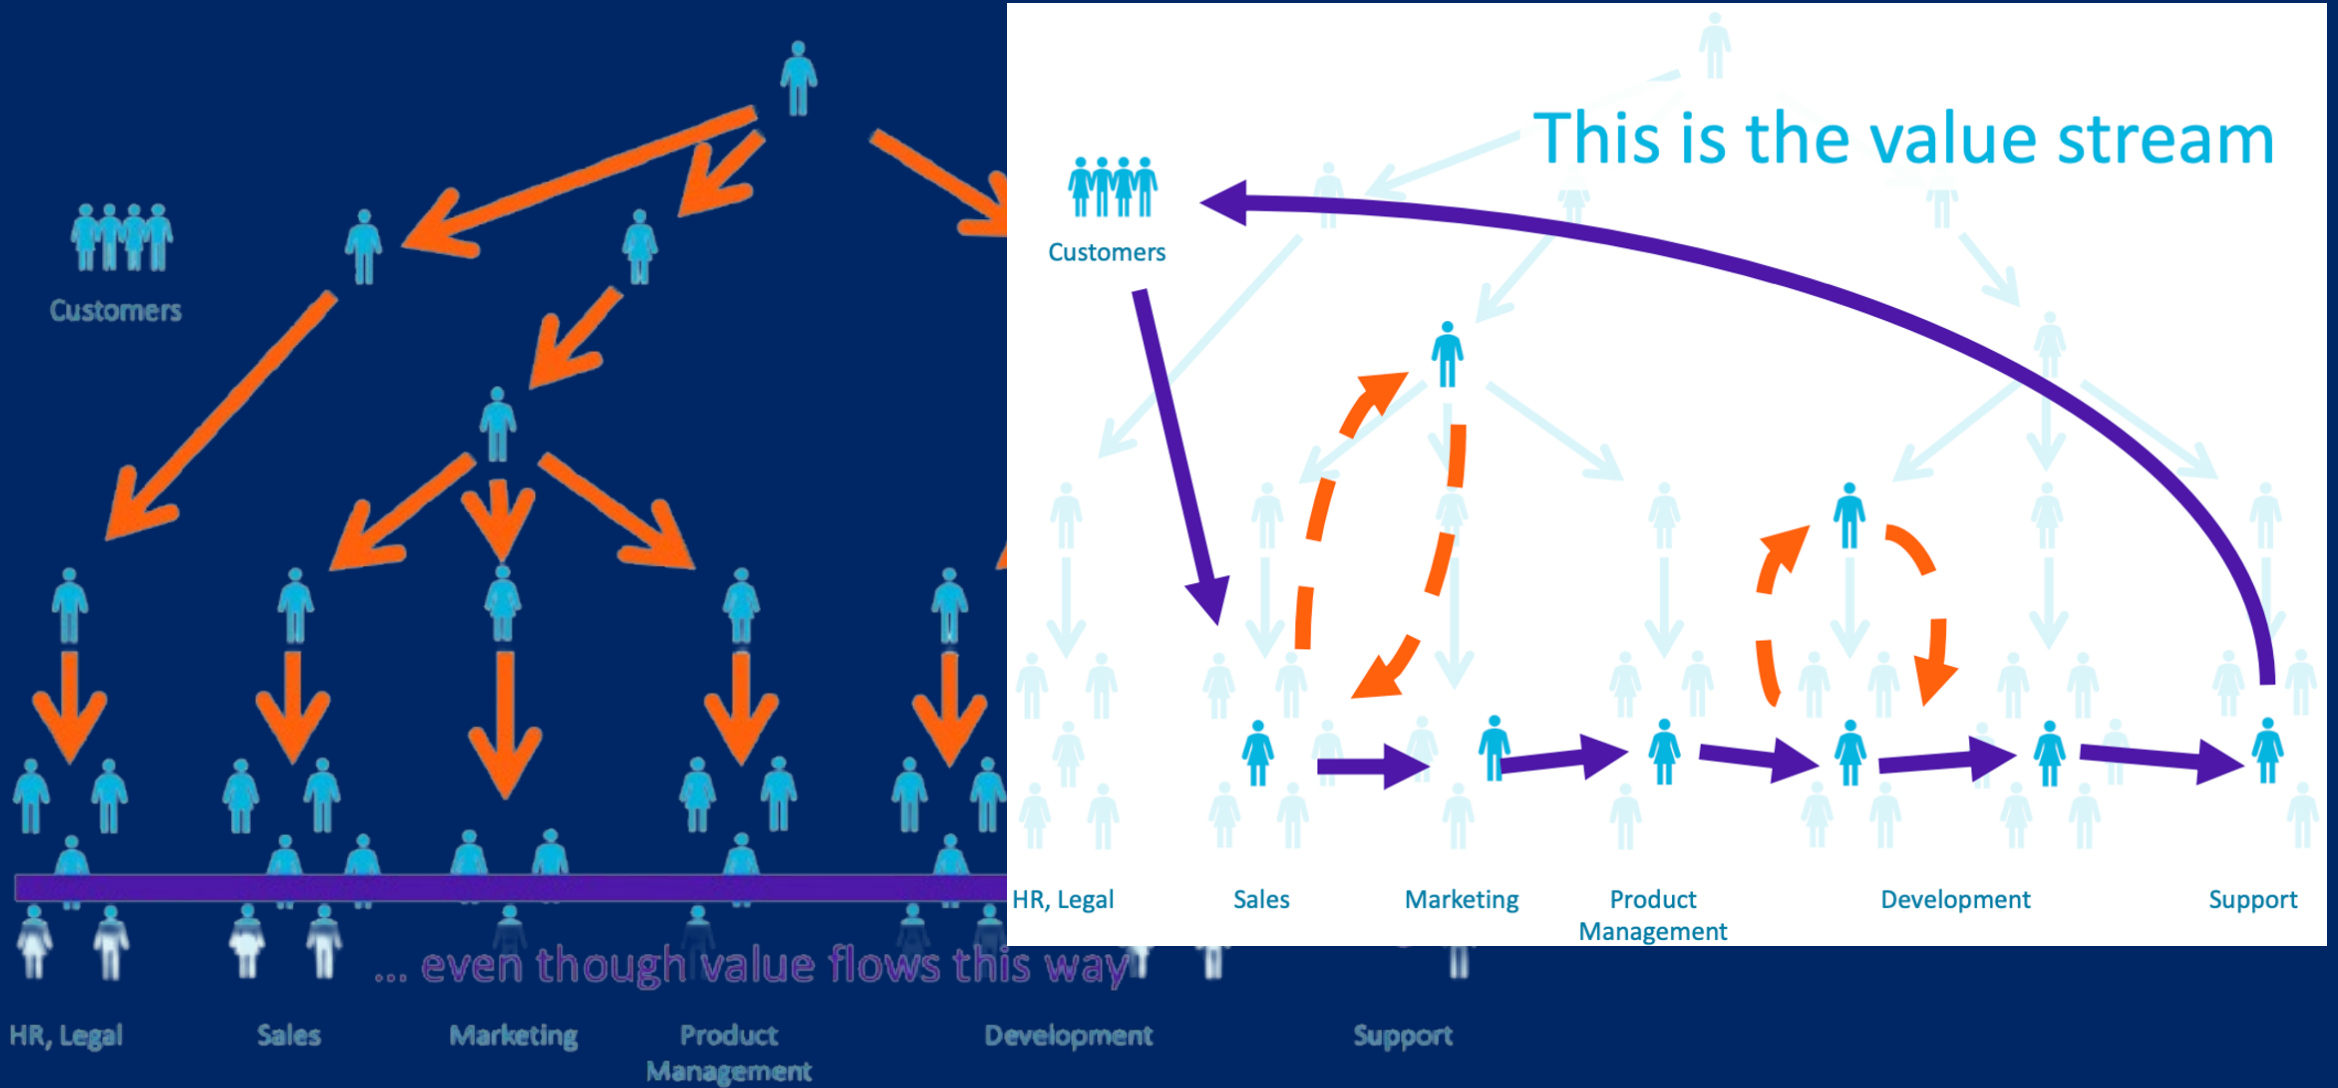 Customers
... even though value flows this way
HR, Legal
Sales
Marketing
Product
Management
Development
Support
This is the value stream
Customers
HR, Legal
Sales
Marketing
Product
Management
Development
Support